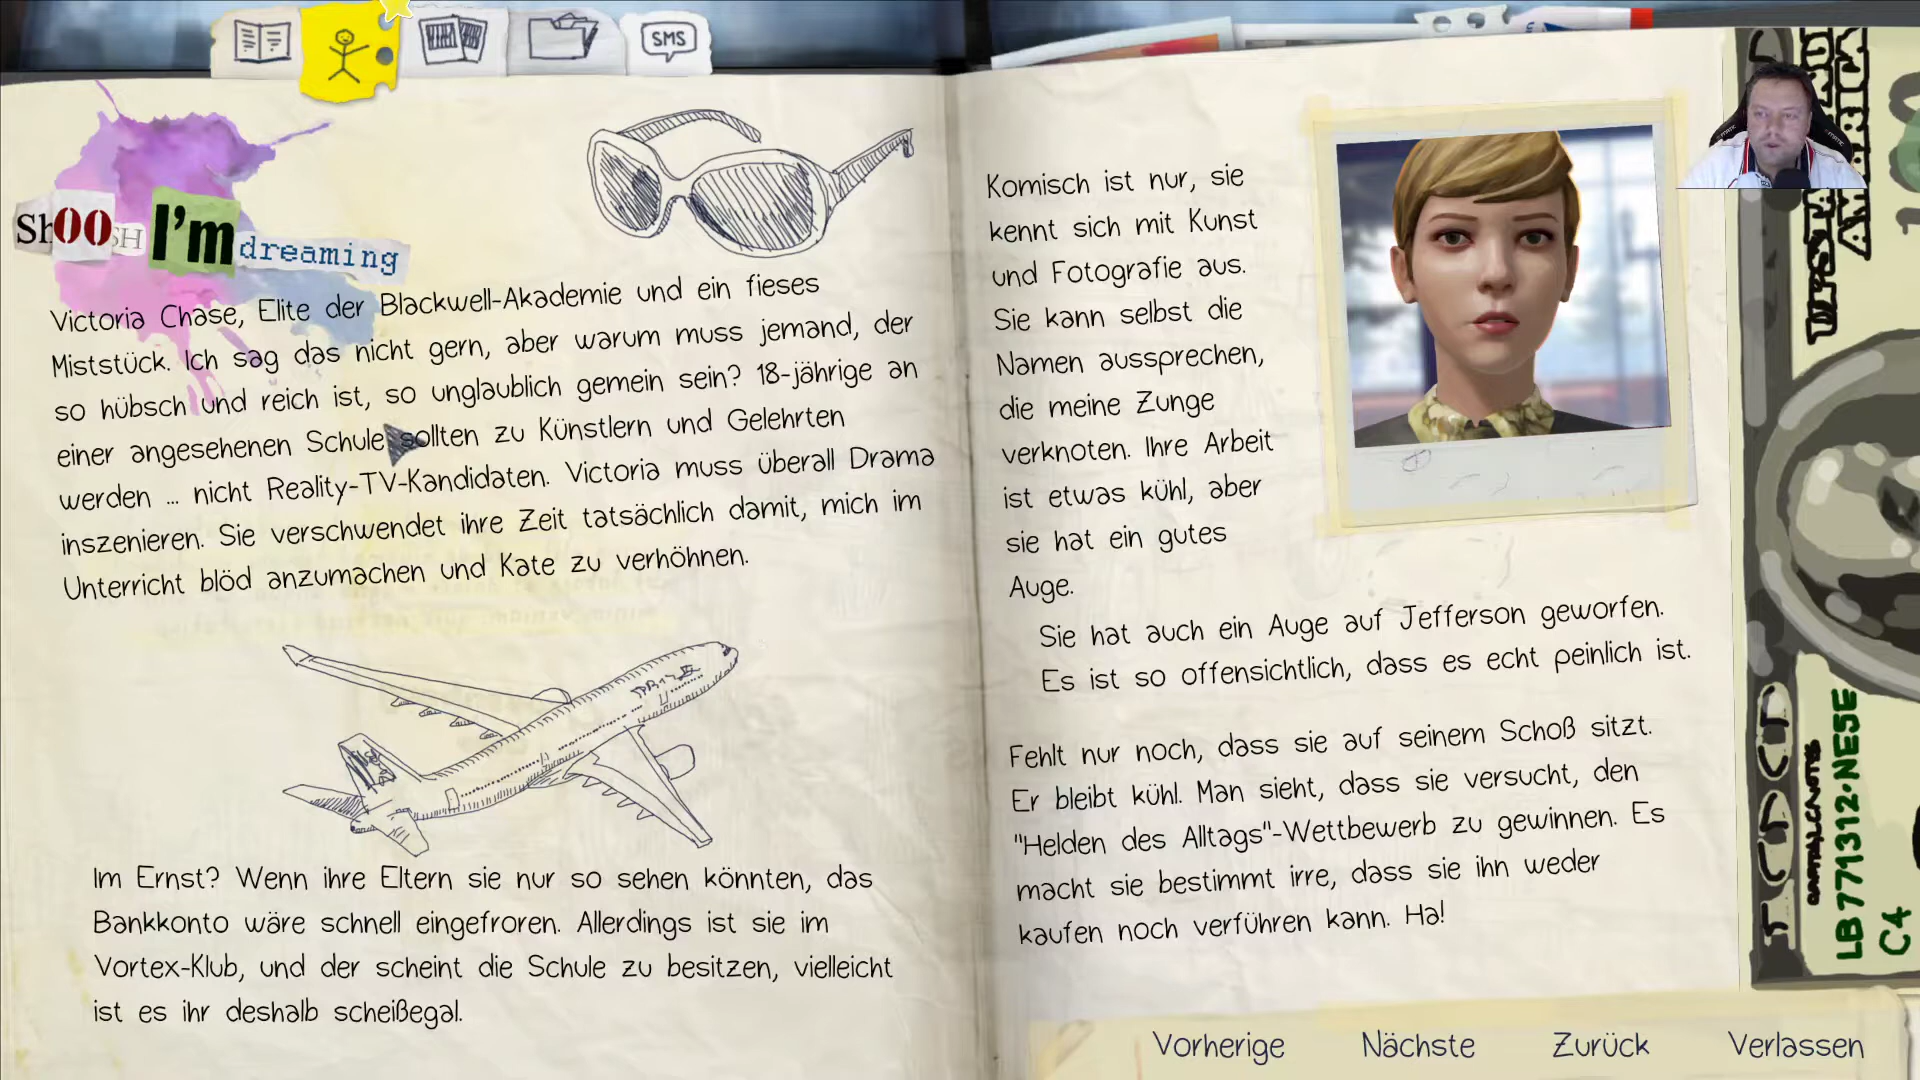 SMS
ShOOSH I'm dreaming
Victoria Chase, Elite der Blackwell-Akademie und ein fieses
Miststück. Ich sag das nicht gern, aber warum muss jemand, der
so hübsch und reich ist, so unglaublich gemein sein? 18-jährige an
einer angesehenen Schule sollten zu Künstlern und Gelehrten
werden ... nicht Reality-TV-Kandidaten. Victoria muss überall Drama
inszenieren. Sie verschwendet ihre Zeit tatsächlich damit, mich im
Unterricht blöd anzumachen und Kate zu verhöhnen.
Im Ernst? Wenn ihre Eltern sie nur so sehen könnten, das
Bankkonto wäre schnell eingefroren. Allerdings ist sie im
Vortex-Klub, und der scheint die Schule zu besitzen, vielleicht
ist es ihr deshalb scheißegal.
Komisch ist nur, sie
kennt sich mit Kunst
und Fotografie aus.
Sie kann selbst die
Namen aussprechen,
die meine Zunge
verknoten. Ihre Arbeit
ist etwas kühl, aber
sie hat ein gutes
Auge.
Sie hat auch ein Auge auf Jefferson geworfen.
Es ist so offensichtlich, dass es echt peinlich ist.
Fehlt nur noch, dass sie auf seinem Schoß sitzt.
Er bleibt kühl. Man sieht, dass sie versucht, den
"Helden des Alltags"-Wettbewerb zu gewinnen. Es
macht sie bestimmt irre, dass sie ihn weder
kaufen noch verführen kann. Ha!
LB771312•NESE
C4
Vorherige Nächste Zurück Verlassen